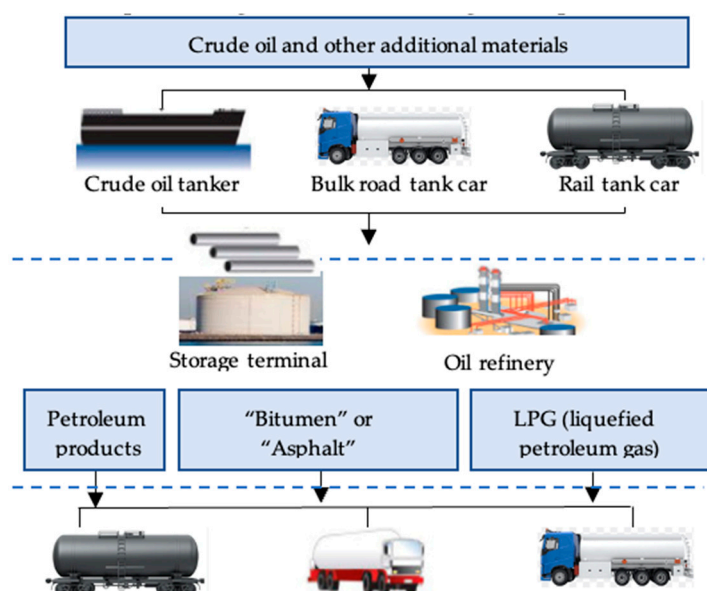 Crude oil and other additional materials
Crude oil tanker
Bulk road tank car
Rail tank car
Storage terminal
Oil refinery
Petroleum
products
“Bitumen” or
“Asphalt”
LPG (liquefied
petroleum gas)